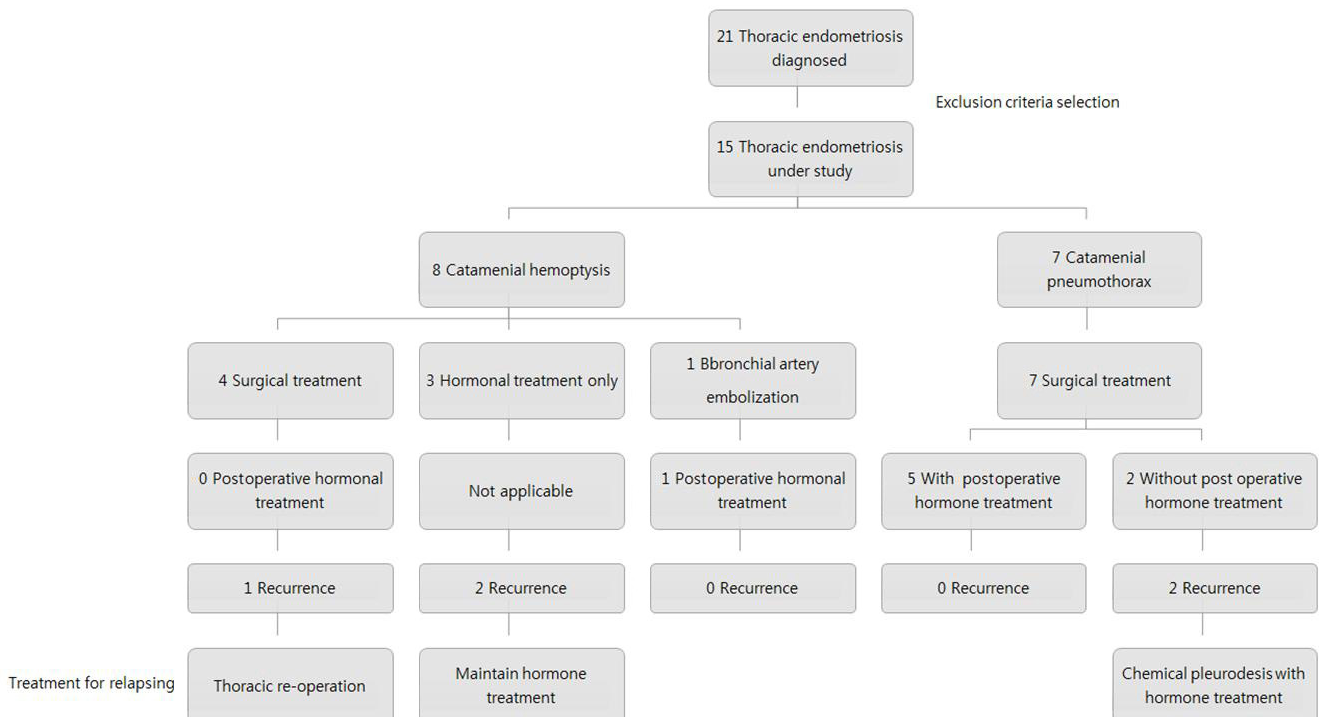 21 Thoracic endometriosis
diagnosed
Exclusion criteria selection
15 Thoracic endometriosis
under study
8 Catamenial hemoptysis
7 Catamenial
pneumothorax
4 Surgical treatment
3 Hormonal treatment only
1 Bbronchial artery
embolization
7 Surgical treatment
0 Postoperative hormonal
treatment
Not applicable
1 Postoperative hormonal
treatment
5 With postoperative
hormone treatment
2 Without post operative
hormone treatment
1 Recurrence
2 Recurrence
0 Recurrence
0 Recurrence
2 Recurrence
Treatment for relapsing
Thoracic re-operation
Maintain hormone
treatment
Chemical pleurodesis with
hormone treatment